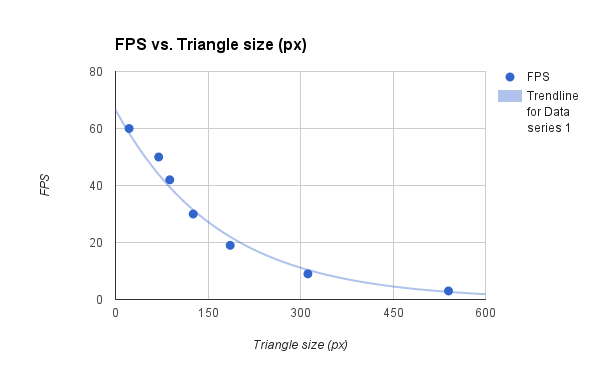 FPS vs. Triangle size (px)
80
60
40
20
0
FPS
0 150 300 450 600
Triangle size (px)
FPS
Trendline
for Data
series 1